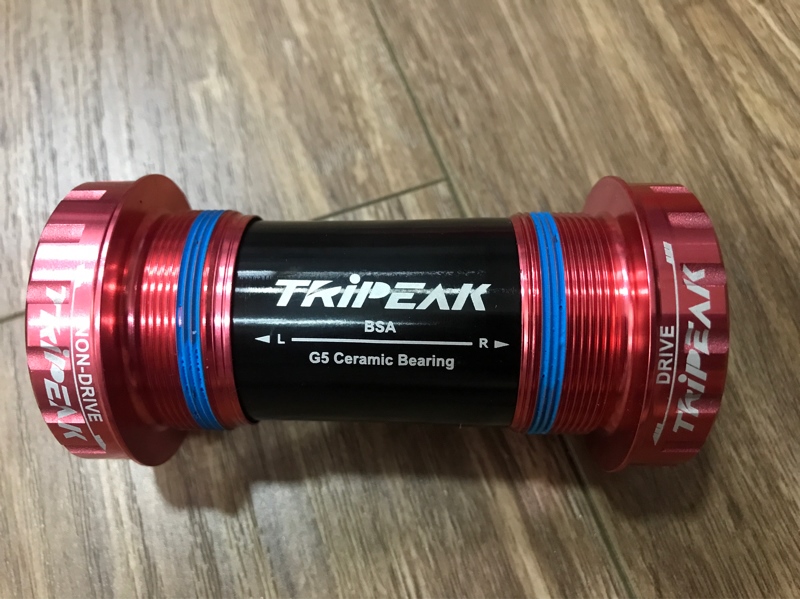 TRiPEAK
NON-DRIVE
TRiPEAK
BSA
L R
G5 Ceramic Bearing
DRIVE
TRiPEAK